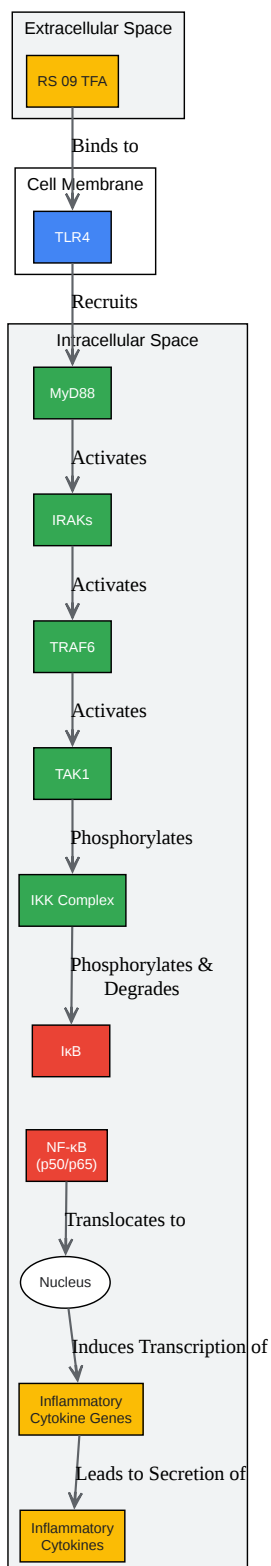 Extracellular Space
RS 09 TFA
Binds to
Cell Membrane
TLR4
Recruits
Intracellular Space
MyD88
Activates
IRAKs
Activates
TRAF6
Activates
TAK1
Phosphorylates
IKK Complex
Phosphorylates &
Degrades
IκB
NF-κB
(p50/p65)
Translocates to
Nucleus
Induces Transcription of
Inflammatory
Cytokine Genes
Leads to Secretion of
Inflammatory
Cytokines